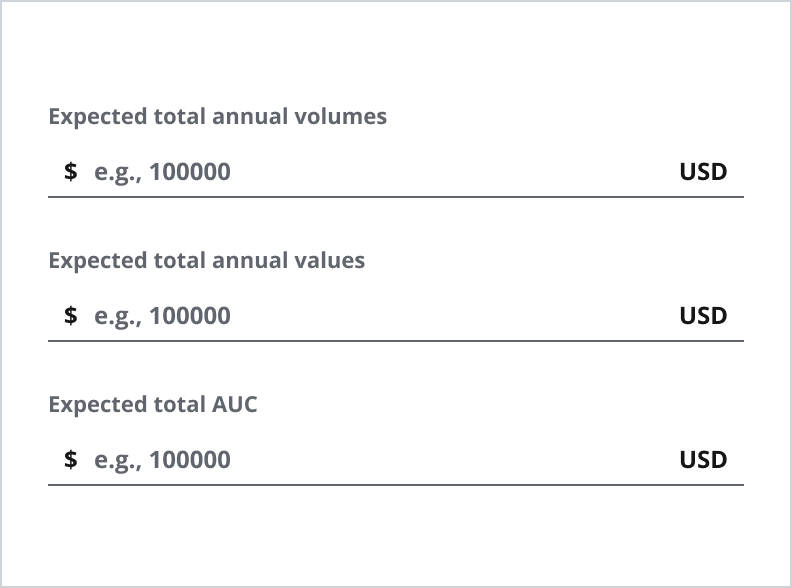 Expected total annual volumes
$ e.g., 100000 USD
Expected total annual values
$ e.g., 100000 USD
Expected total AUC
$ e.g., 100000 USD